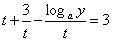 t + 3/t − log_a y / t = 3